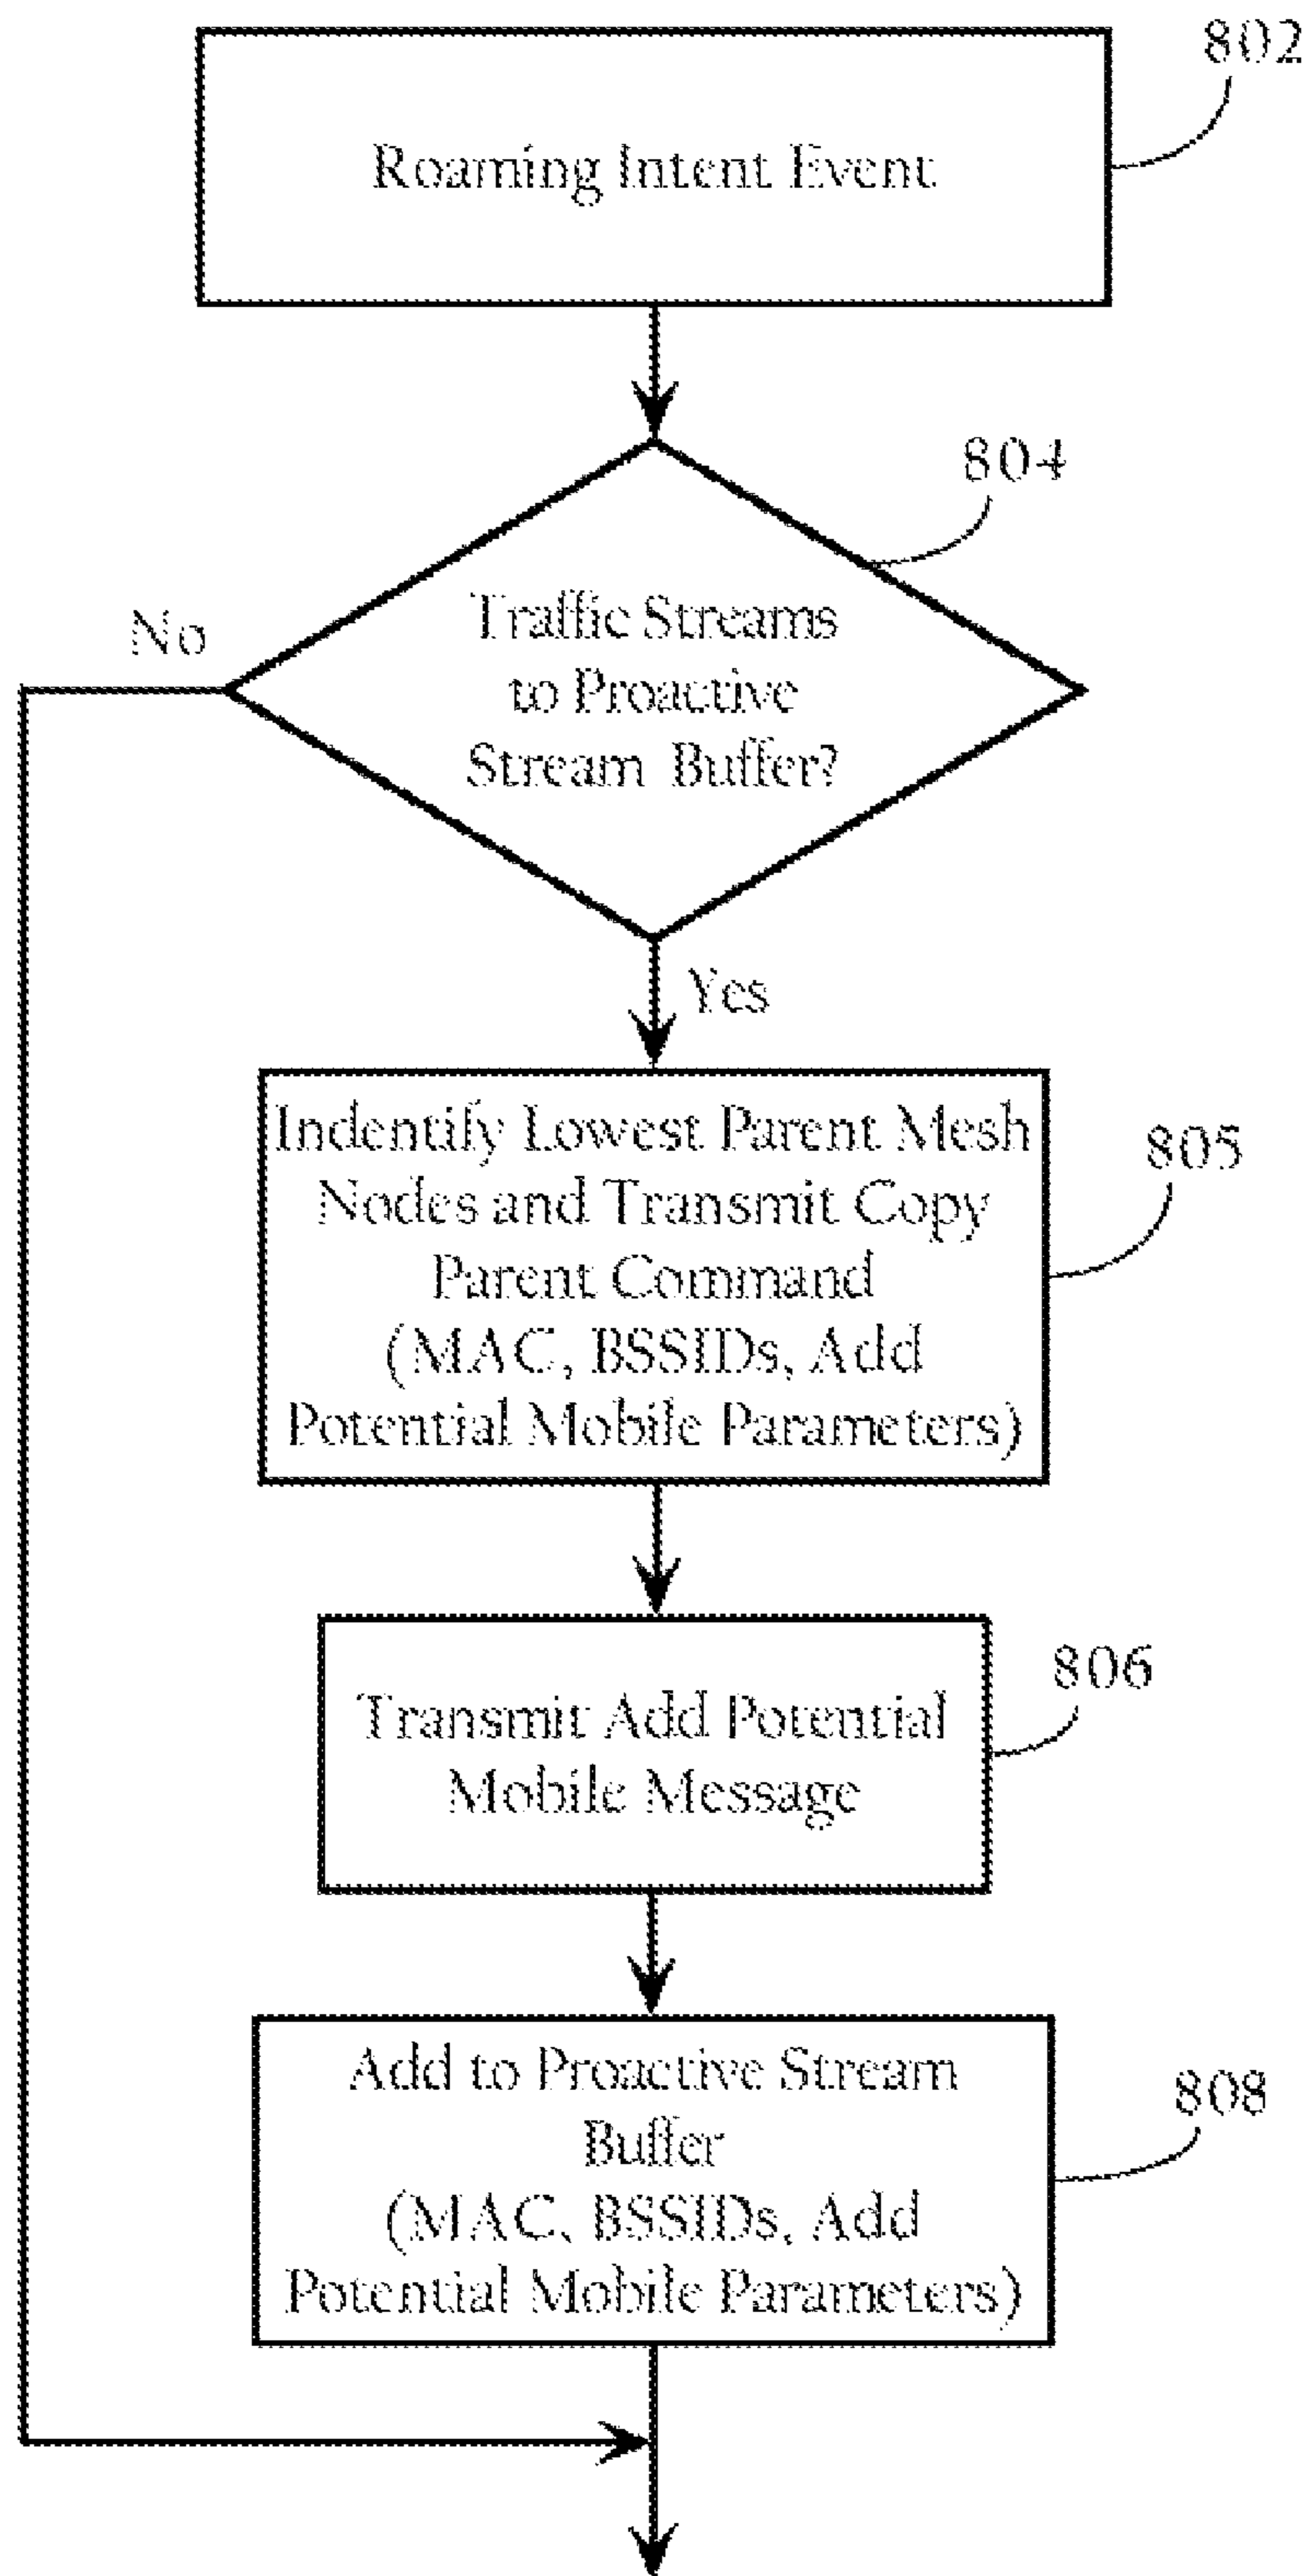 802
Roaming Intent Event
804
No
Traffic Streams
to Proactive
Stream Buffer?
Yes
Indentify Lowest Parent Mesh
Nodes and Transmit Copy
Parent Command
(MAC, BSSIDs, Add
Potential Mobile Parameters)
805
Transmit Add Potential
Mobile Message
806
Add to Proactive Stream
Buffer
(MAC, BSSIDs, Add
Potential Mobile Parameters)
808